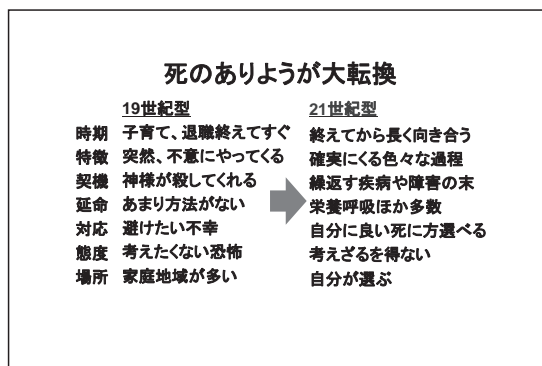 死のありようが大転換
19世紀型 21世紀型
時期 子育て、退職終えてすぐ 終えてから長く向き合う
特徴 突然、不意にやってくる 確実にくる色々な過程
契機 神様が殺してくれる 繰返す疾病や障害の末
延命 あまり方法がない 栄養呼吸ほか多数
対応 避けたい不幸 自分に良い死に方選べる
態度 考えたくない恐怖 考えざるを得ない
場所 家庭地域が多い 自分が選ぶ